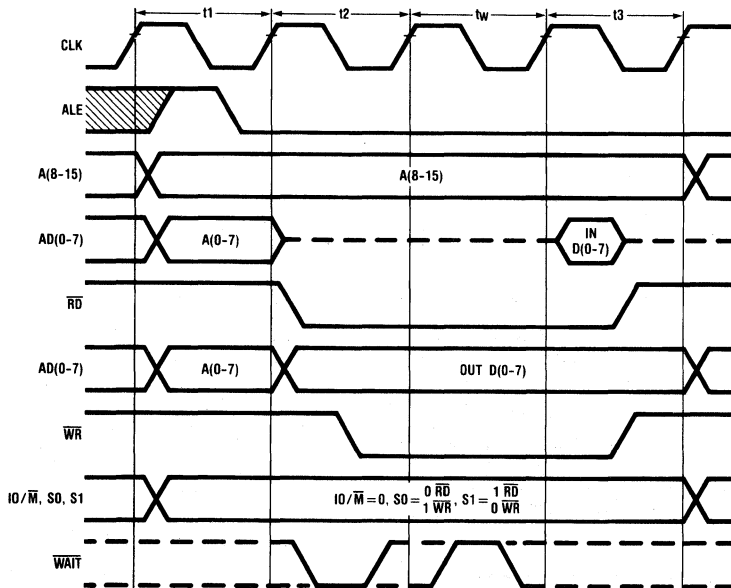 t1 t2 tw t3
CLK
ALE
A(8-15) A(8-15)
AD(0-7) A(0-7) IN D(0-7)
RD
AD(0-7) A(0-7) OUT D(0-7)
WR
IO/M, S0, S1 IO/M = 0, S0 = 0 RD 1 WR, S1 = 1 RD 0 WR
WAIT